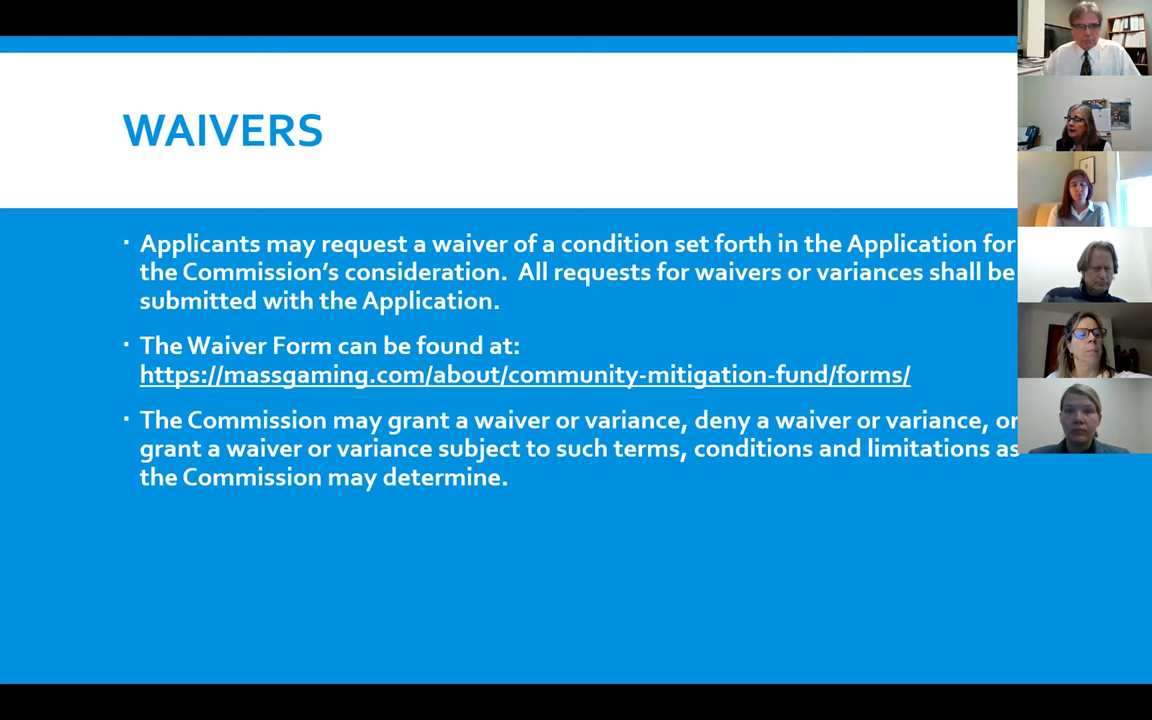 WAIVERS
▪ Applicants may request a waiver of a condition set forth in the Application for
the Commission's consideration.  All requests for waivers or variances shall be
submitted with the Application.
▪ The Waiver Form can be found at:
https://massgaming.com/about/community-mitigation-fund/forms/
▪ The Commission may grant a waiver or variance, deny a waiver or variance, or
grant a waiver or variance subject to such terms, conditions and limitations as
the Commission may determine.